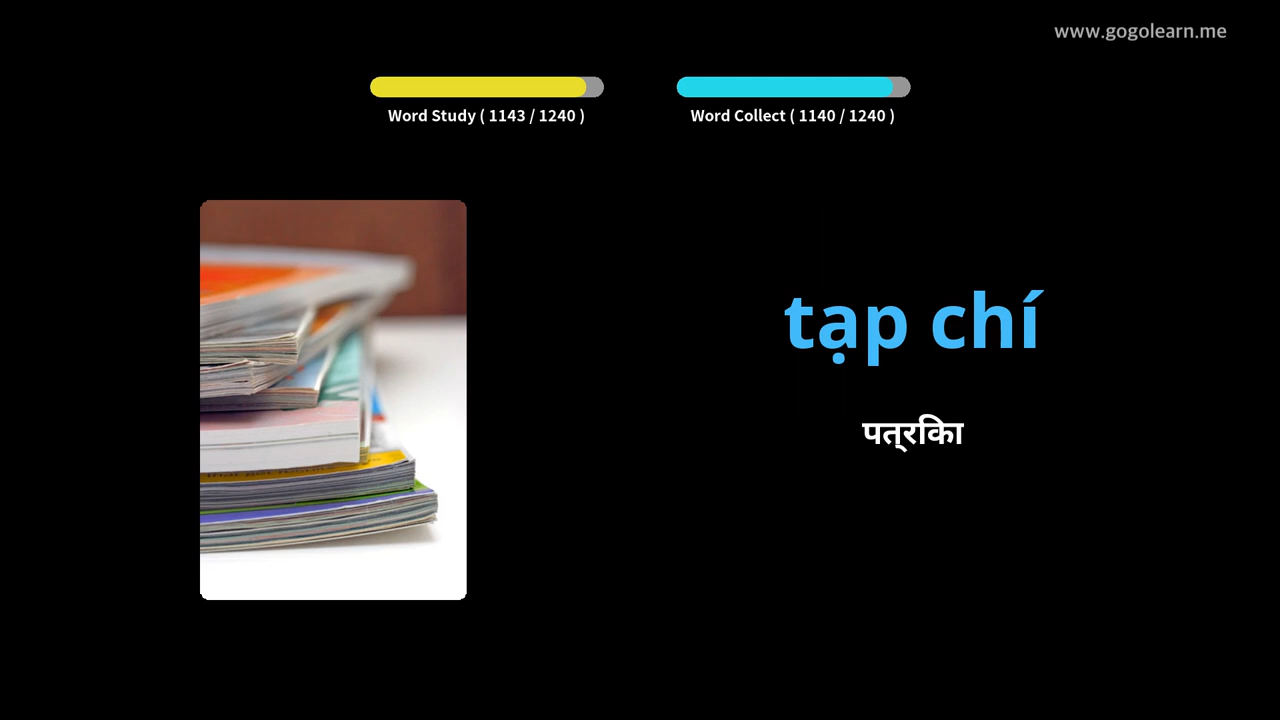 www.gogolearn.me
Word Study ( 1143 / 1240 )
Word Collect ( 1140 / 1240 )
tạp chí
पत्रिका